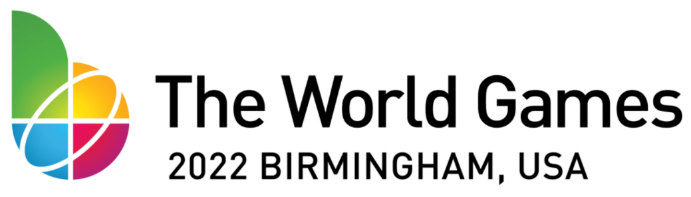 The World Games
2022 BIRMINGHAM, USA